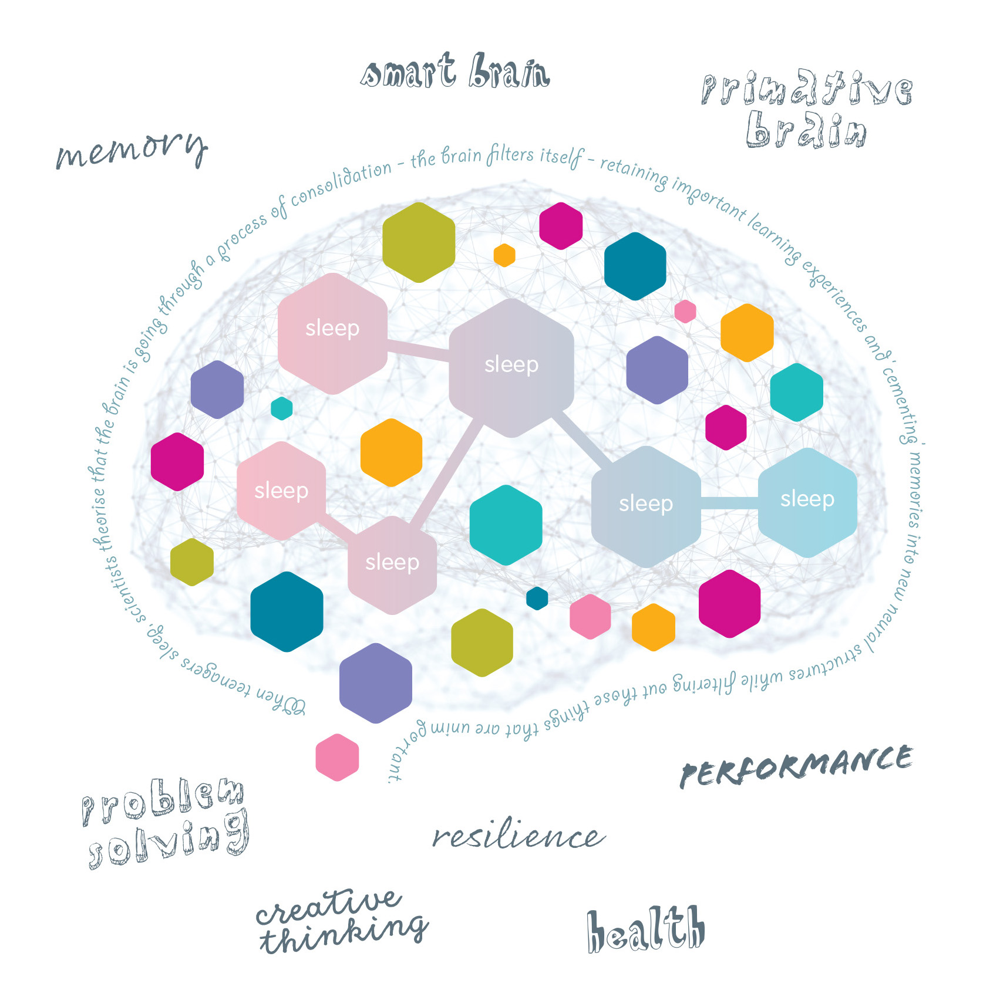 smart brain
primative
brain
memory
When teenagers sleep, scientists theorise that the brain is going through a process of consolidation - the brain filters itself - retaining important learning experiences and 'cementing' memories into new neural structures while filtering out those things that are unimportant.
sleep
sleep
sleep
sleep
sleep
sleep
PERFORMANCE
problem
solving
resilience
creative
thinking
health